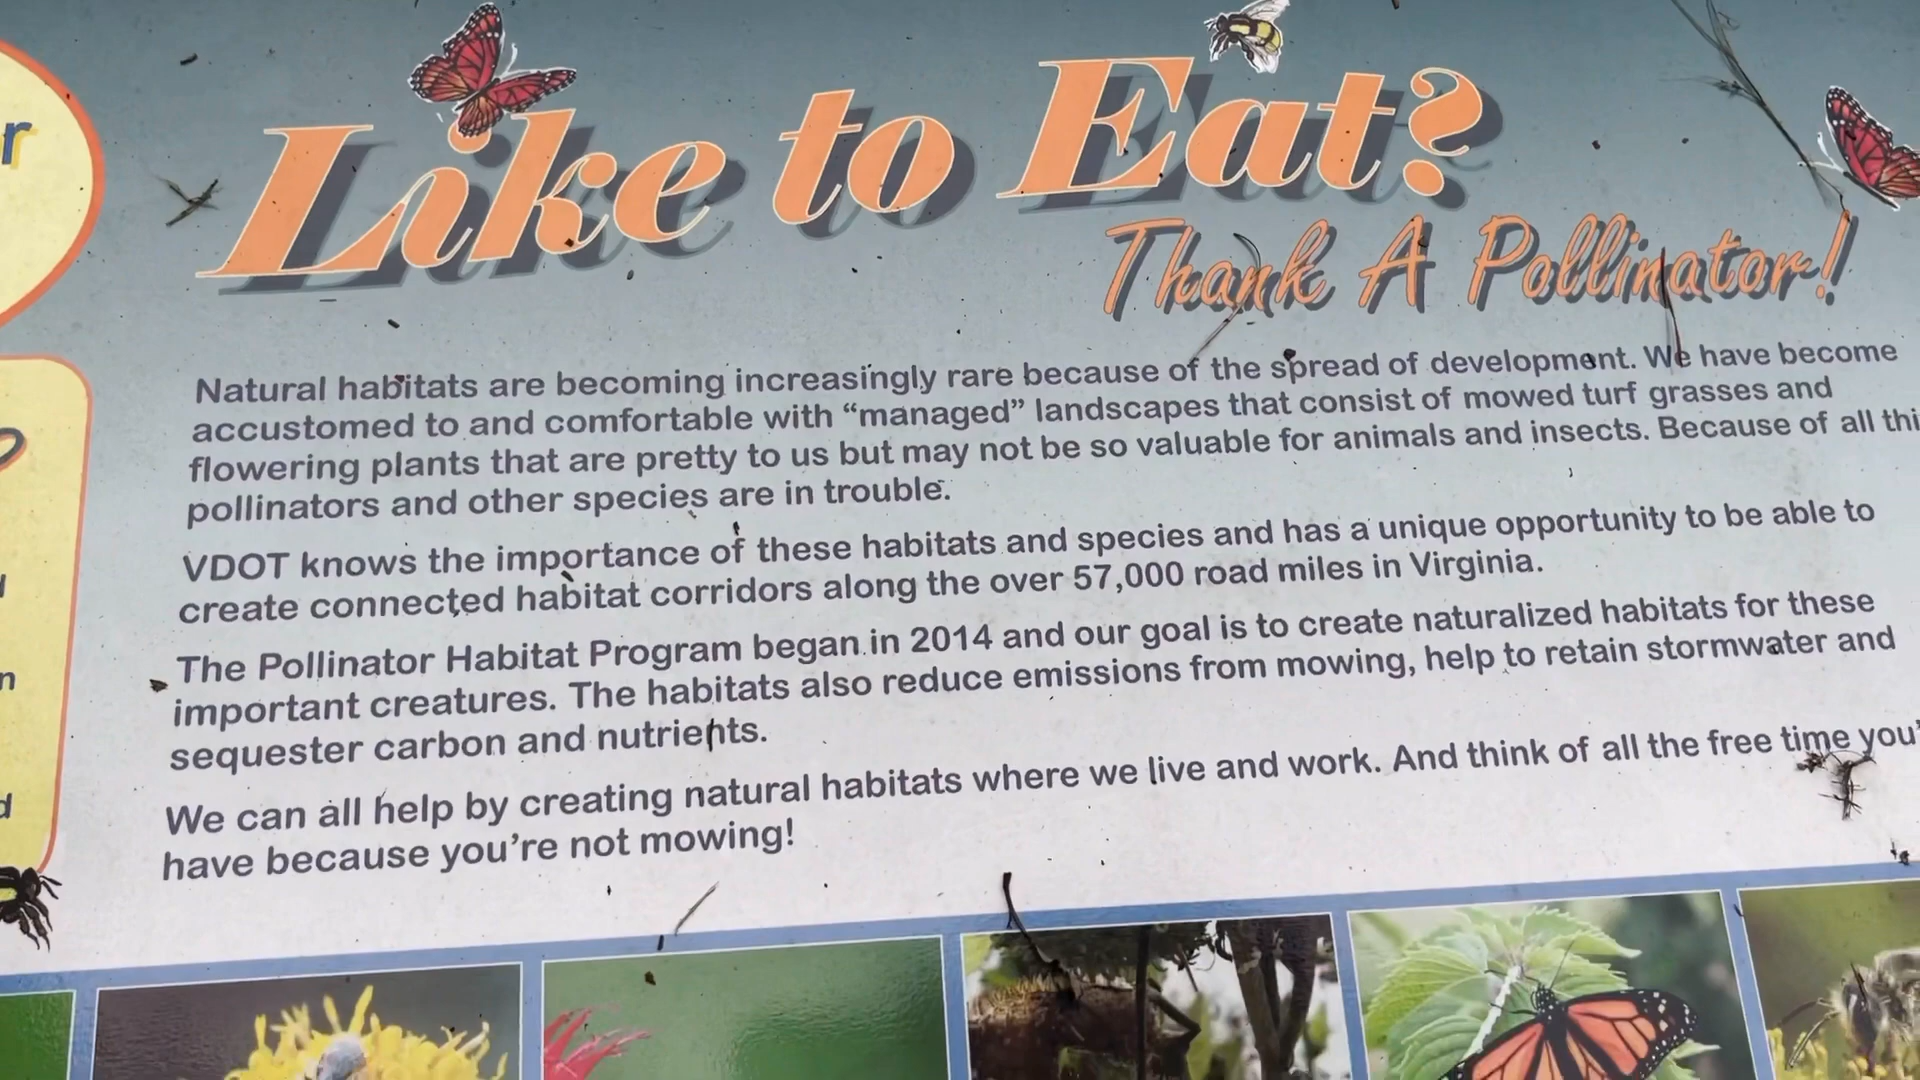 Like to Eat?
Thank A Pollinator!
Natural habitats are becoming increasingly rare because of the spread of development. We have become
accustomed to and comfortable with “managed” landscapes that consist of mowed turf grasses and
flowering plants that are pretty to us but may not be so valuable for animals and insects. Because of all
pollinators and other species are in trouble.
VDOT knows the importance of these habitats and species and has a unique opportunity to be able to
create connected habitat corridors along the over 57,000 road miles in Virginia.
The Pollinator Habitat Program began in 2014 and our goal is to create naturalized habitats for these
important creatures. The habitats also reduce emissions from mowing, help to retain stormwater and
sequester carbon and nutrients.
We can all help by creating natural habitats where we live and work. And think of all the free time
have because you’re not mowing!